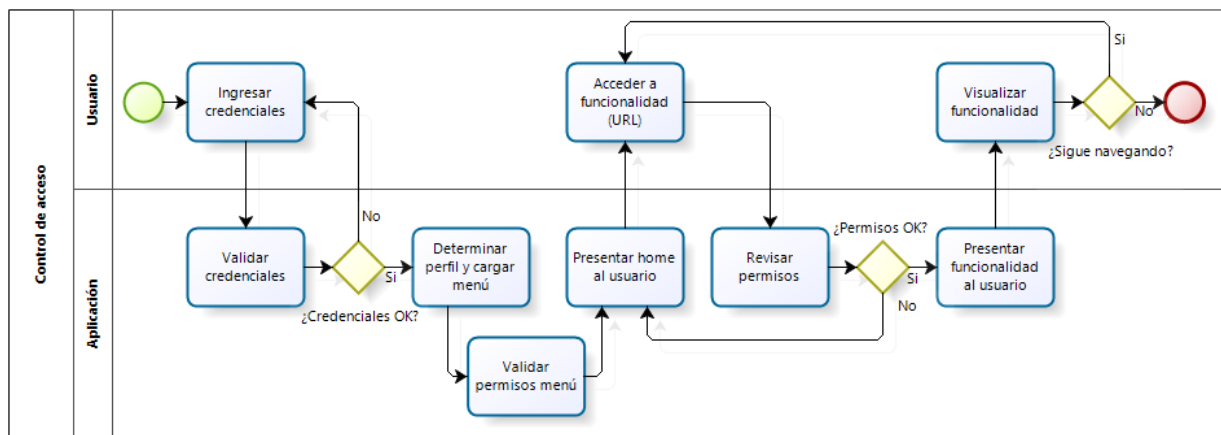 Control de acceso
Usuario
Ingresar
credenciales
Acceder a
funcionalidad
(URL)
Visualizar
funcionalidad
Si
No
¿Sigue navegando?
Aplicación
No
Validar
credenciales
Si
¿Credenciales OK?
Determinar
perfil y cargar
menú
Validar
permisos menú
Presentar home
al usuario
Revisar
permisos
¿Permisos OK?
Si
No
Presentar
funcionalidad
al usuario